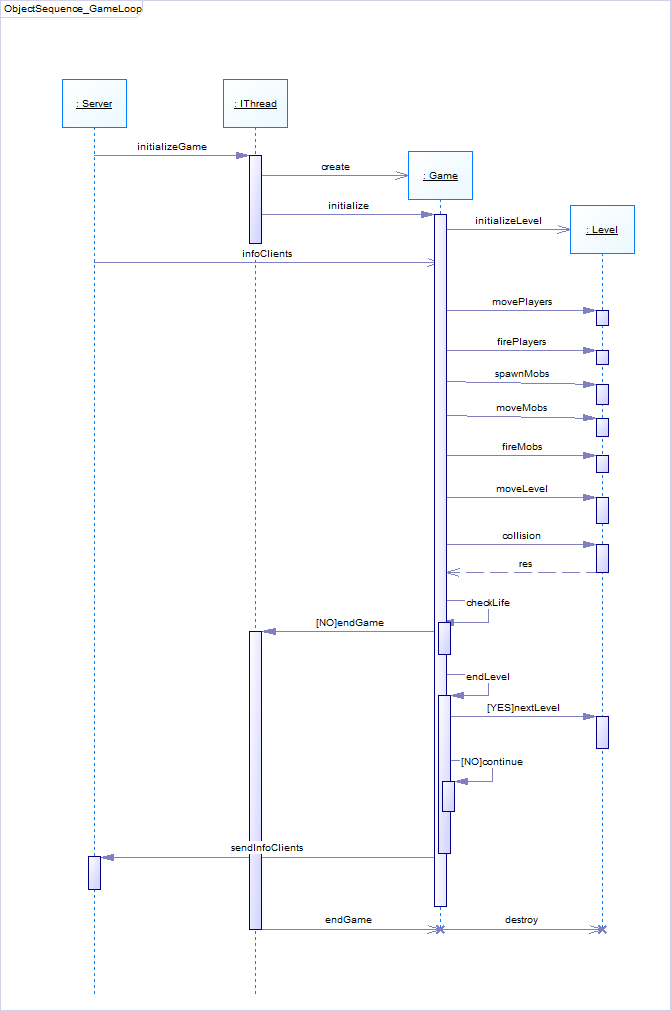 ObjectSequence_GameLoop
: Server
: IThread
initializeGame
create
: Game
initialize
initializeLevel
: Level
infoClients
movePlayers
firePlayers
spawnMobs
moveMobs
fireMobs
moveLevel
collision
res
checkLife
[NO]endGame
endLevel
[YES]nextLevel
[NO]continue
sendInfoClients
endGame
destroy